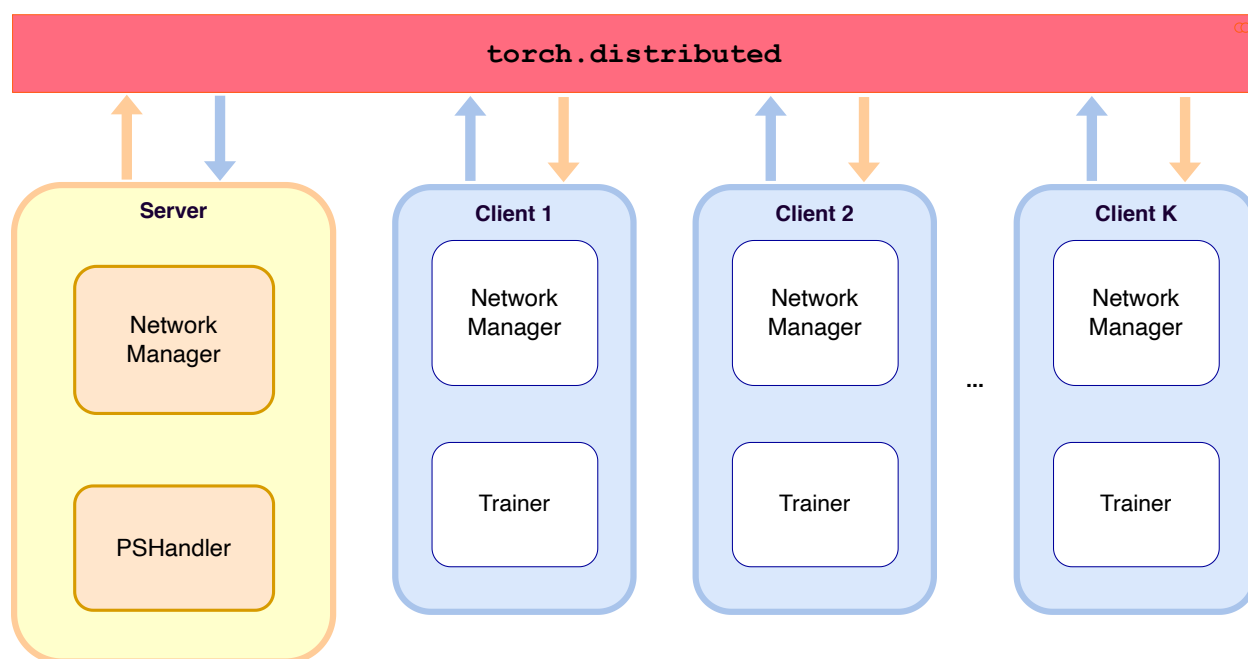 torch.distributed
Server
Network
Manager
PSHandler
Client 1
Network
Manager
Trainer
Client 2
Network
Manager
Trainer
...
Client K
Network
Manager
Trainer